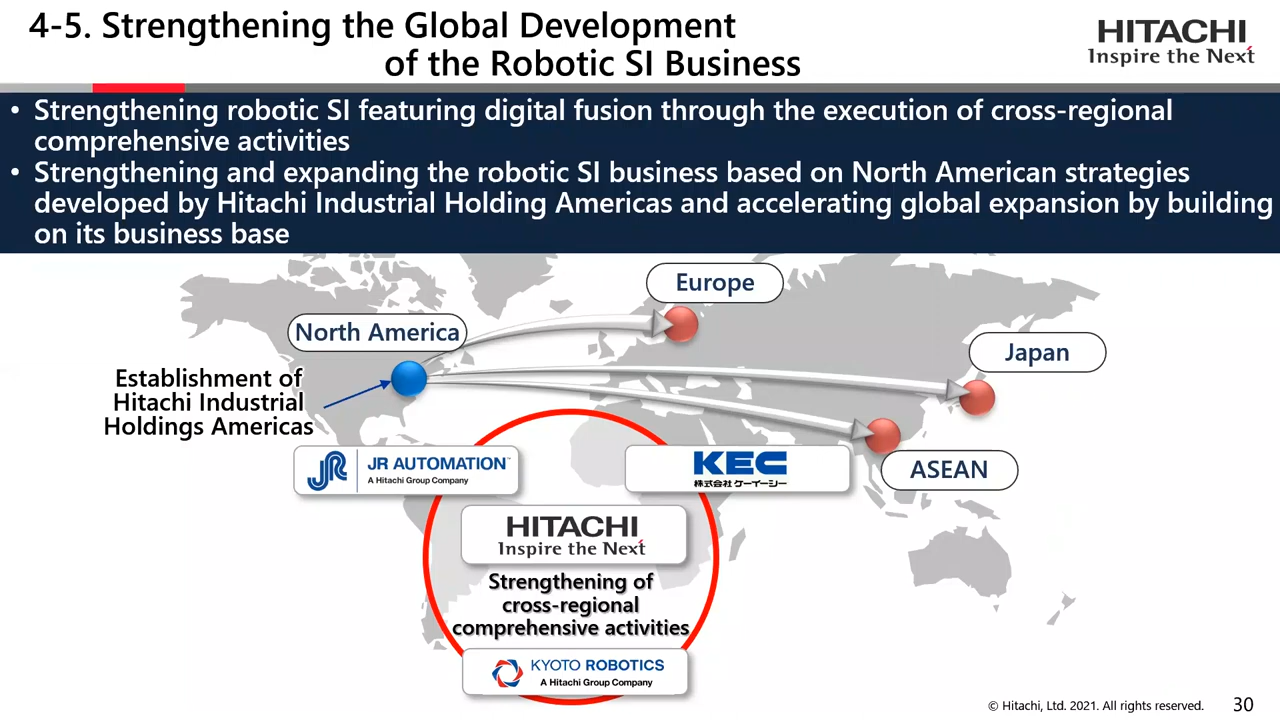 4-5. Strengthening the Global Development
of the Robotic SI Business
HITACHI
Inspire the Next
• Strengthening robotic SI featuring digital fusion through the execution of cross-regional
comprehensive activities
• Strengthening and expanding the robotic SI business based on North American strategies
developed by Hitachi Industrial Holding Americas and accelerating global expansion by building
on its business base
Europe
North America
Japan
Establishment of
Hitachi Industrial
Holdings Americas
ASEAN
JR JR AUTOMATION™
A Hitachi Group Company
KEC
株式会社 ケーイーシー
HITACHI
Inspire the Next
Strengthening of
cross-regional
comprehensive activities
KYOTO ROBOTICS
A Hitachi Group Company
© Hitachi, Ltd. 2021. All rights reserved.
30